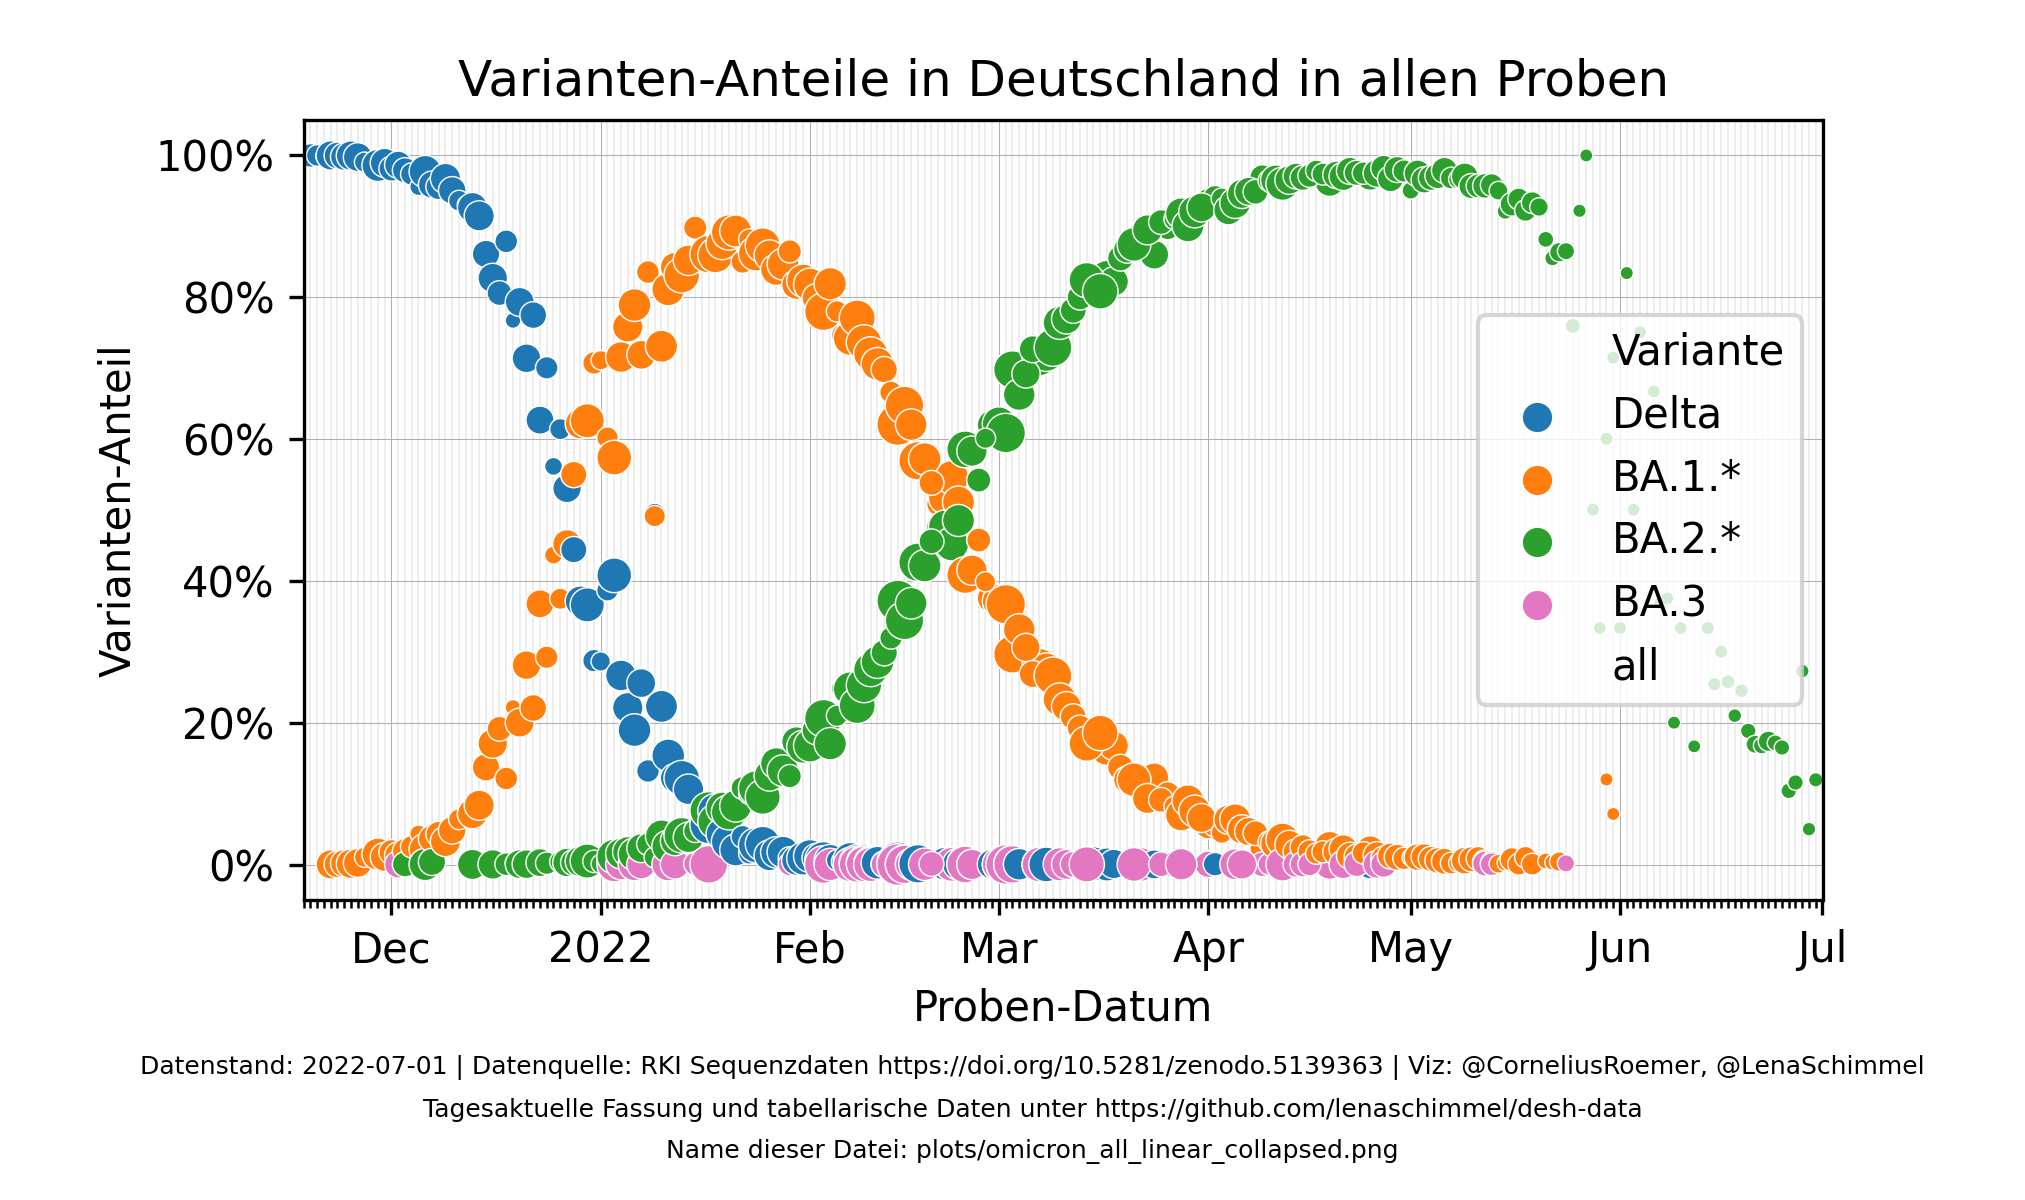 Varianten-Anteile in Deutschland in allen Proben
Varianten-Anteil
100%
80%
60%
40%
20%
0%
Variante
Delta
BA.1.*
BA.2.*
BA.3
all
Dec
2022
Feb
Mar
Apr
May
Jun
Jul
Proben-Datum
Datenstand: 2022-07-01 | Datenquelle: RKI Sequenzdaten https://doi.org/10.5281/zenodo.5139363 | Viz: @CorneliusRoemer, @LenaSchimmel
Tagesaktuelle Fassung und tabellarische Daten unter https://github.com/lenaschimmel/desh-data
Name dieser Datei: plots/omicron_all_linear_collapsed.png